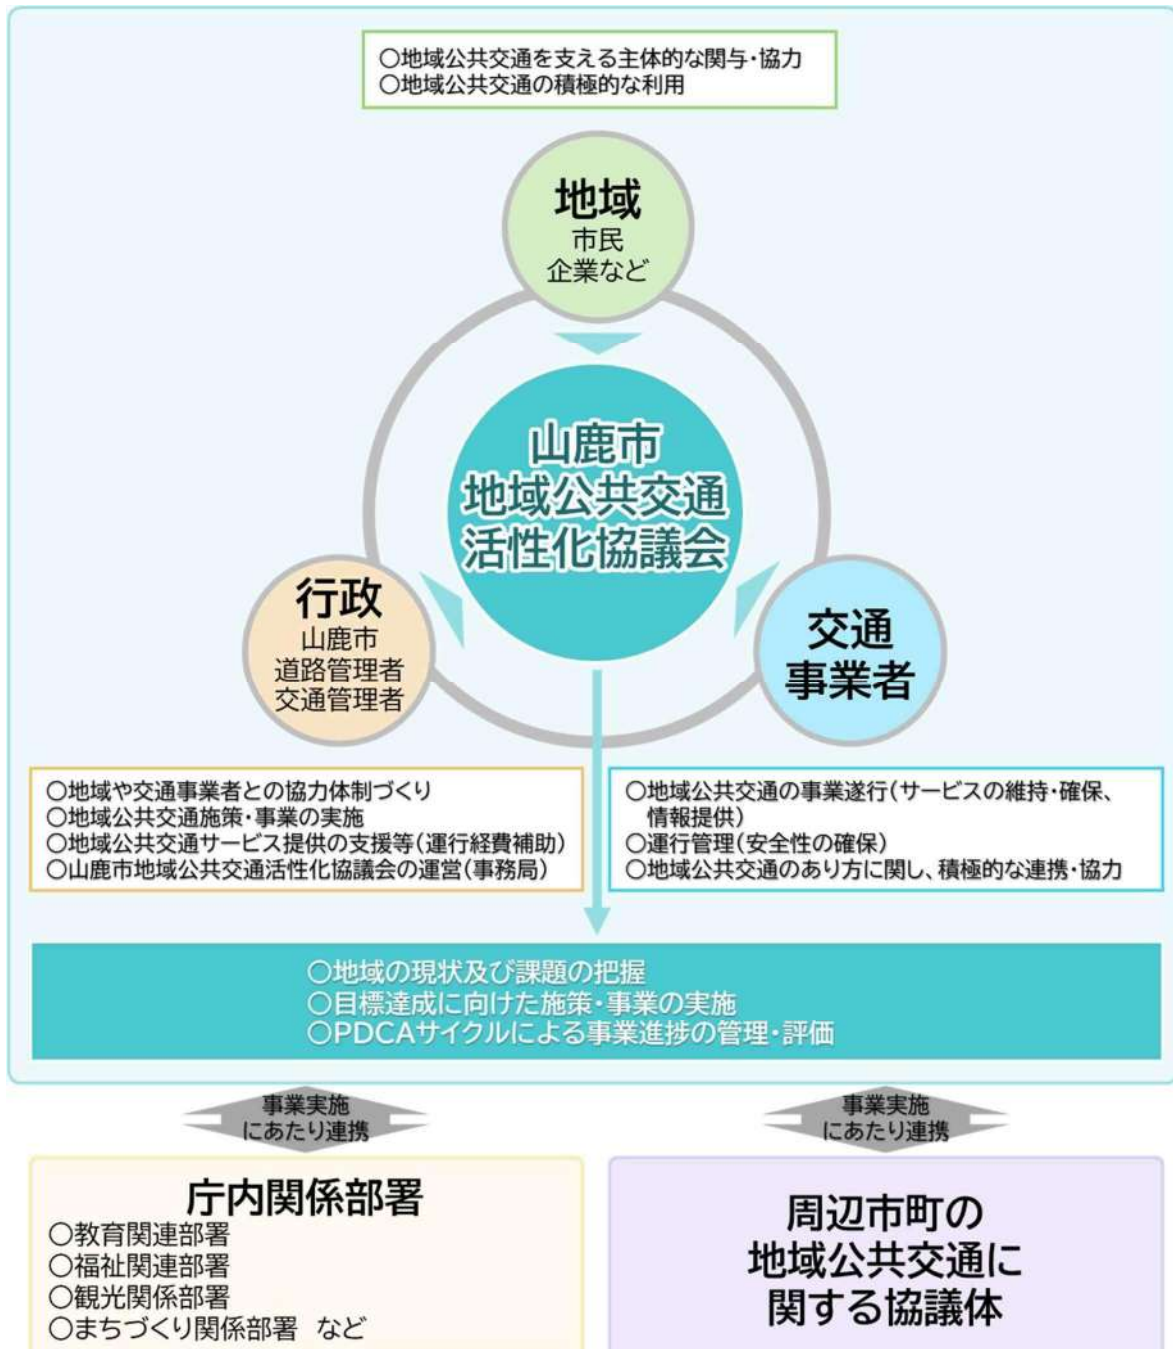 ○地域公共交通を支える主体的な関与・協力
○地域公共交通の積極的な利用
地域
市民
企業など
山鹿市
地域公共交通
活性化協議会
行政
山鹿市
道路管理者
交通管理者
交通
事業者
○地域や交通事業者との協力体制づくり
○地域公共交通施策・事業の実施
○地域公共交通サービス提供の支援等(運行経費補助)
○山鹿市地域公共交通活性化協議会の運営(事務局)
○地域公共交通の事業遂行(サービスの維持・確保、
情報提供)
○運行管理(安全性の確保)
○地域公共交通のあり方に関し、積極的な連携・協力
○地域の現状及び課題の把握
○目標達成に向けた施策・事業の実施
○PDCAサイクルによる事業進捗の管理・評価
事業実施
にあたり連携
事業実施
にあたり連携
庁内関係部署
○教育関連部署
○福祉関連部署
○観光関係部署
○まちづくり関係部署 など
周辺市町の
地域公共交通に
関する協議体